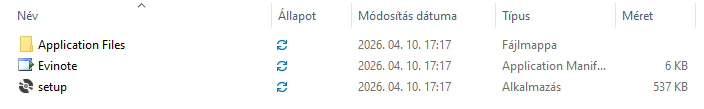 Név Állapot Módosítás dátuma Típus Méret
Application Files 2026. 04. 10. 17:17 Fájlmappa
Evinote 2026. 04. 10. 17:17 Application Manif... 6 KB
setup 2026. 04. 10. 17:17 Alkalmazás 537 KB